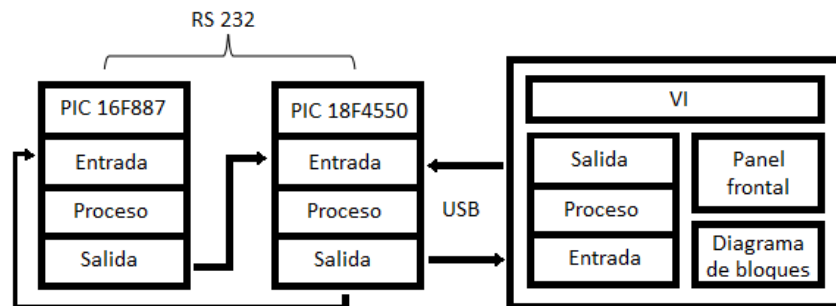 RS 232
PIC 16F887
Entrada
Proceso
Salida
PIC 18F4550
Entrada
Proceso
Salida
USB
VI
Salida
Proceso
Entrada
Panel
frontal
Diagrama
de bloques